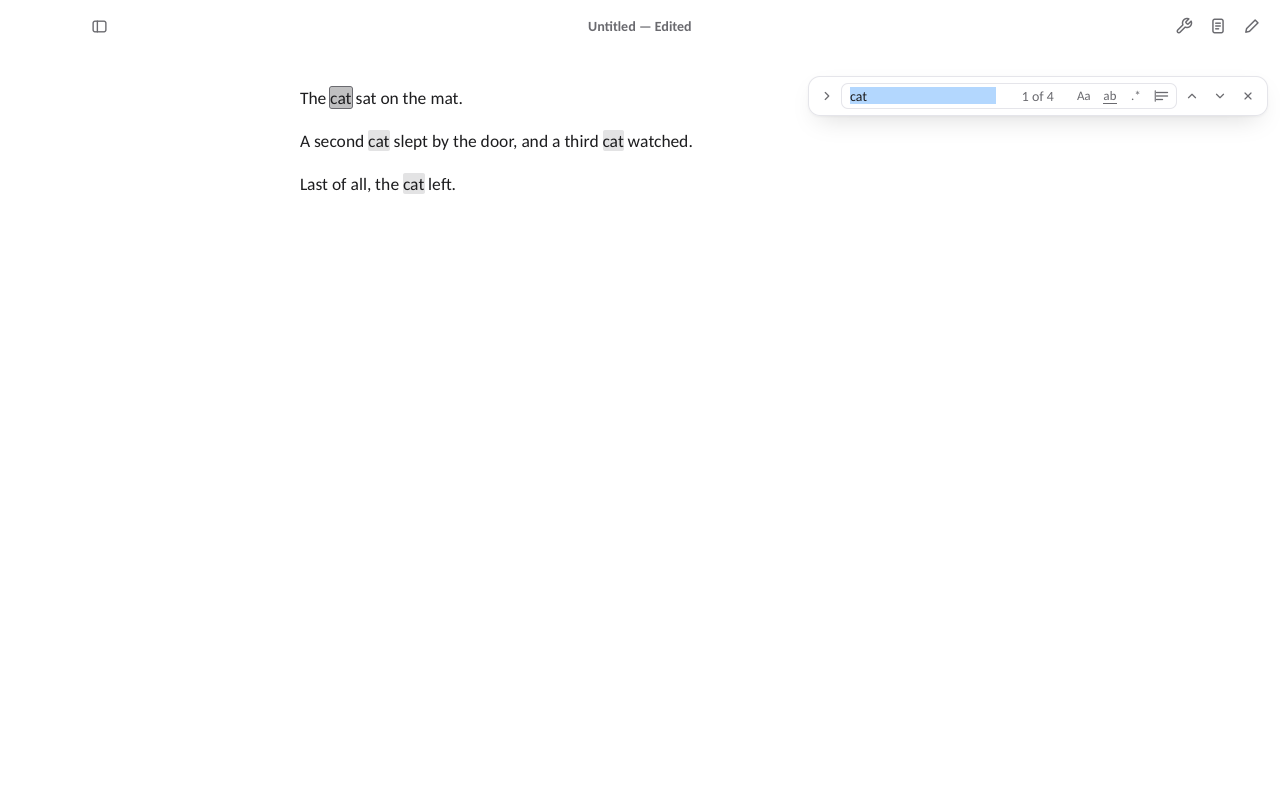 Untitled — Edited
cat 1 of 4 Aa ab .*
The cat sat on the mat.
A second cat slept by the door, and a third cat watched.
Last of all, the cat left.